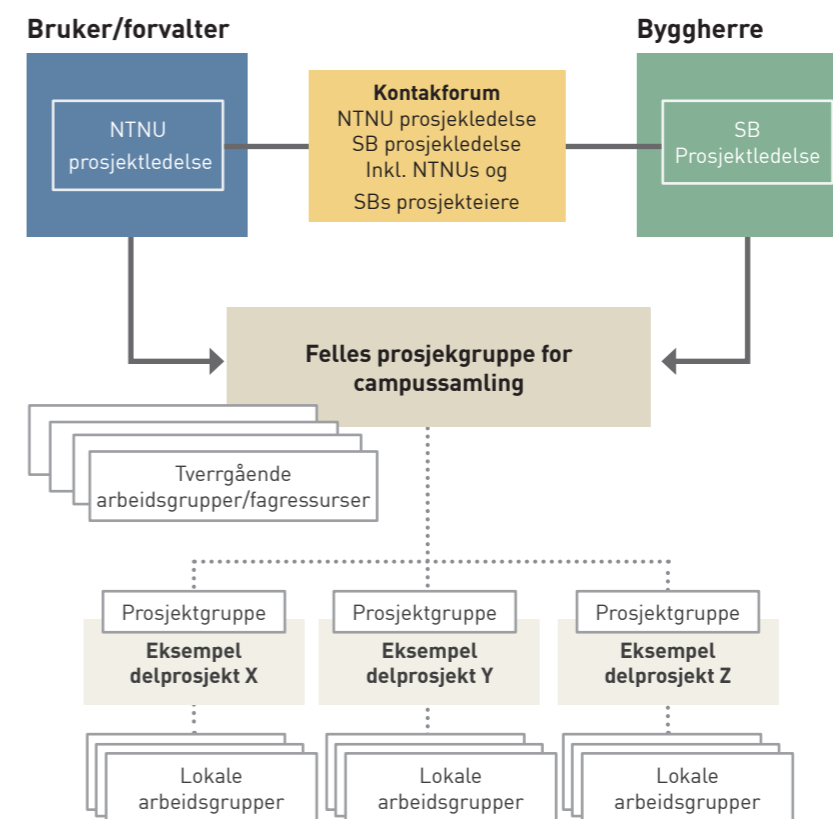 Bruker/forvalter
Byggherre
NTNU
prosjektledelse
Kontakforum
NTNU prosjekledelse
SB prosjekledelse
Inkl. NTNUs og
SBs prosjekteiere
SB
Prosjektledelse
Felles prosjekgruppe for
campussamling
Tverrgående
arbeidsgrupper/fagressurser
Prosjektgruppe
Eksempel
delprosjekt X
Prosjektgruppe
Eksempel
delprosjekt Y
Prosjektgruppe
Eksempel
delprosjekt Z
Lokale
arbeidsgrupper
Lokale
arbeidsgrupper
Lokale
arbeidsgrupper